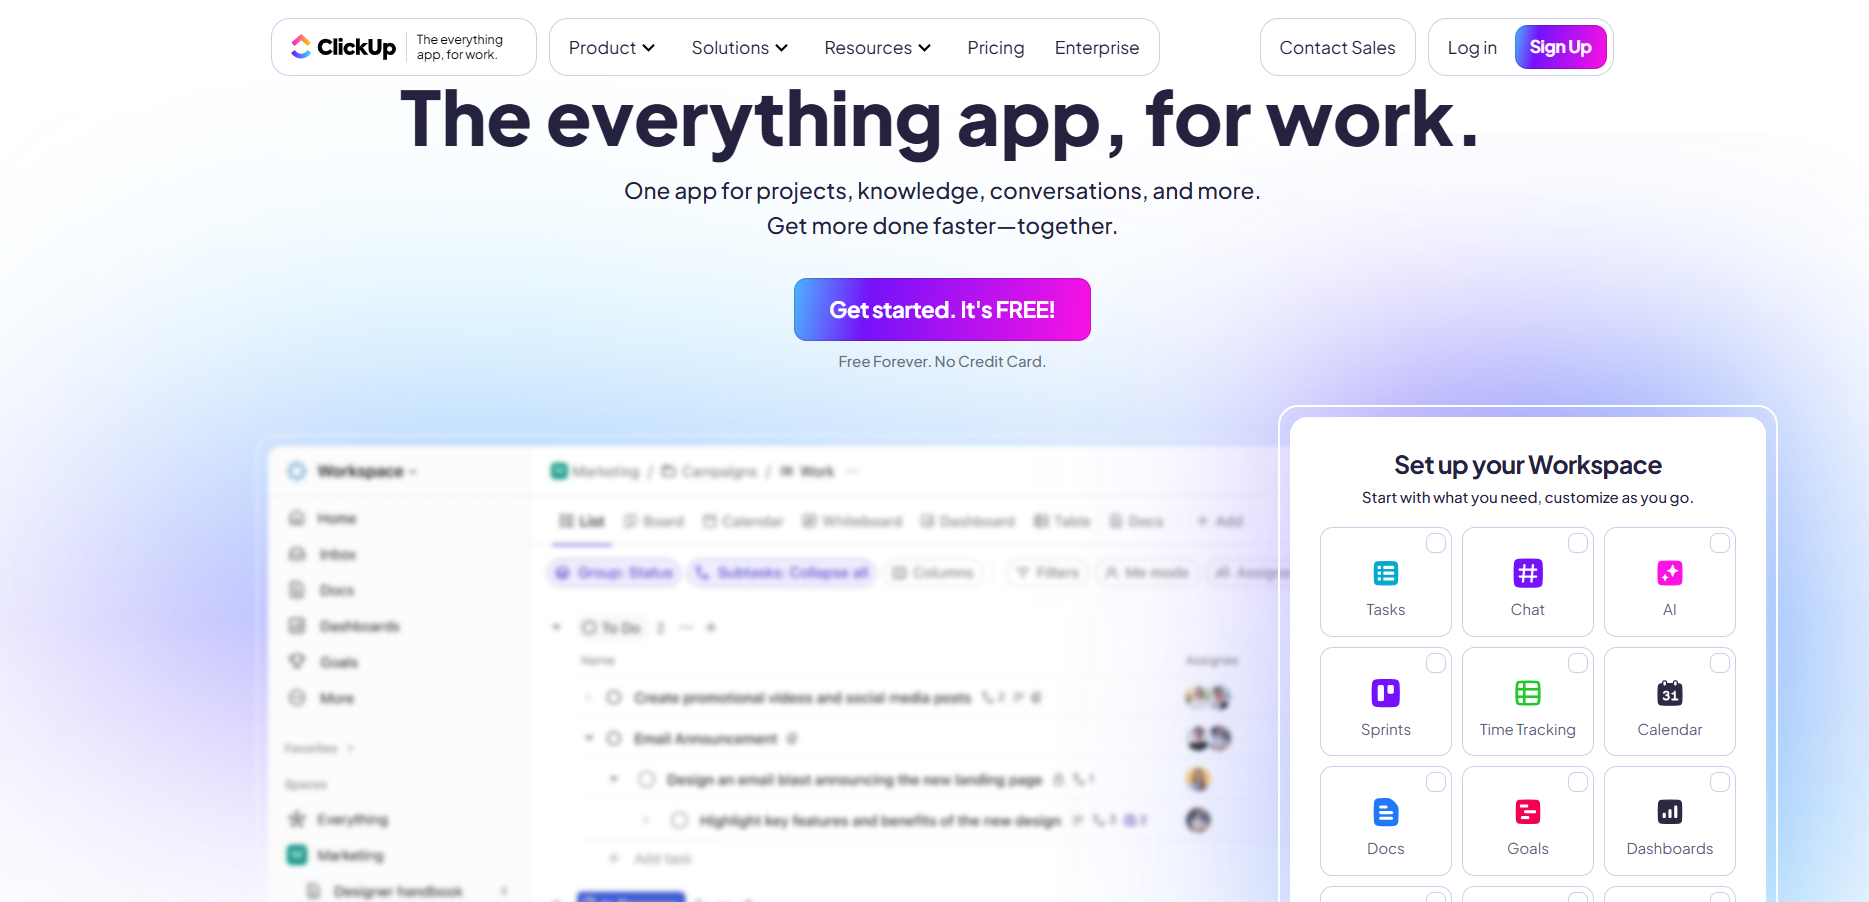 ClickUp
The everything
app, for work.
Product
Solutions
Resources
Pricing
Enterprise
Contact Sales
Log in
Sign Up
The everything app, for work.
One app for projects, knowledge, conversations, and more.
Get more done faster—together.
Get started. It's FREE!
Free Forever. No Credit Card.
Workspace
Home
Inbox
Docs
Dashboards
Goals
More
Favorites
Spaces
Everything
Marketing
Designer handbook
Marketing / Campaigns / Work
List
Board
Calendar
Whiteboard
Dashboard
Table
Docs
+ Add
Group: Status
Subtasks: Collapse all
Columns
Filters
Me mode
To Do 2
Name
Assignee
Create promotional videos and social media posts 2
Email Announcement
Design an email blast announcing the new landing page 1
Highlight key features and benefits of the new design 3 2
+ Add task
Set up your Workspace
Start with what you need, customize as you go.
Tasks
Chat
AI
Sprints
Time Tracking
31
Calendar
Docs
Goals
Dashboards